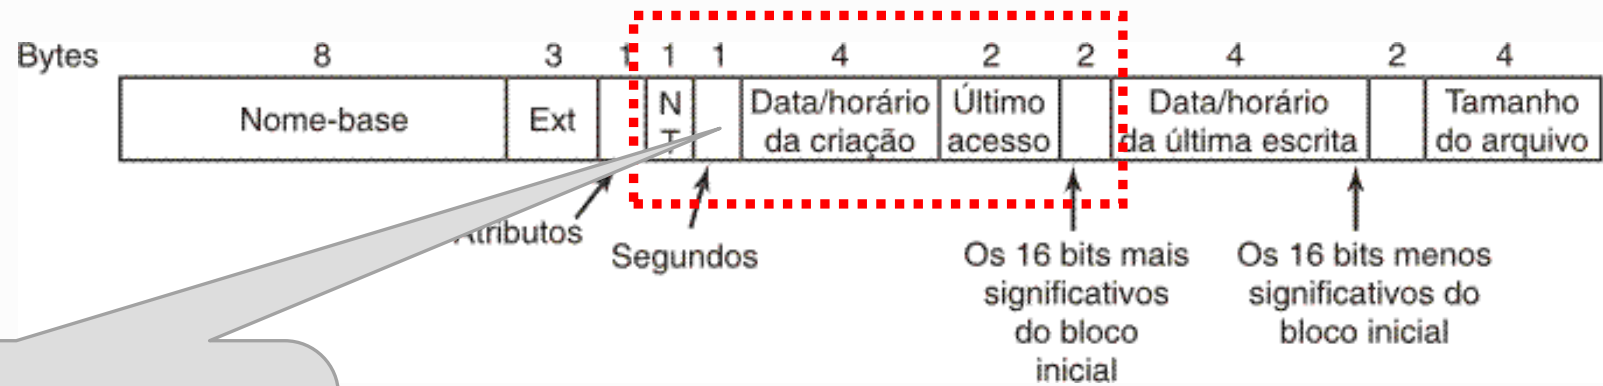 Bytes 8 3 1 1 1 4 2 2 4 2 4
Nome-base Ext N T Data/horário da criação Último acesso Data/horário da última escrita Tamanho do arquivo
Atributos
Segundos
Os 16 bits mais
significativos
do bloco
inicial
Os 16 bits menos
significativos do
bloco inicial